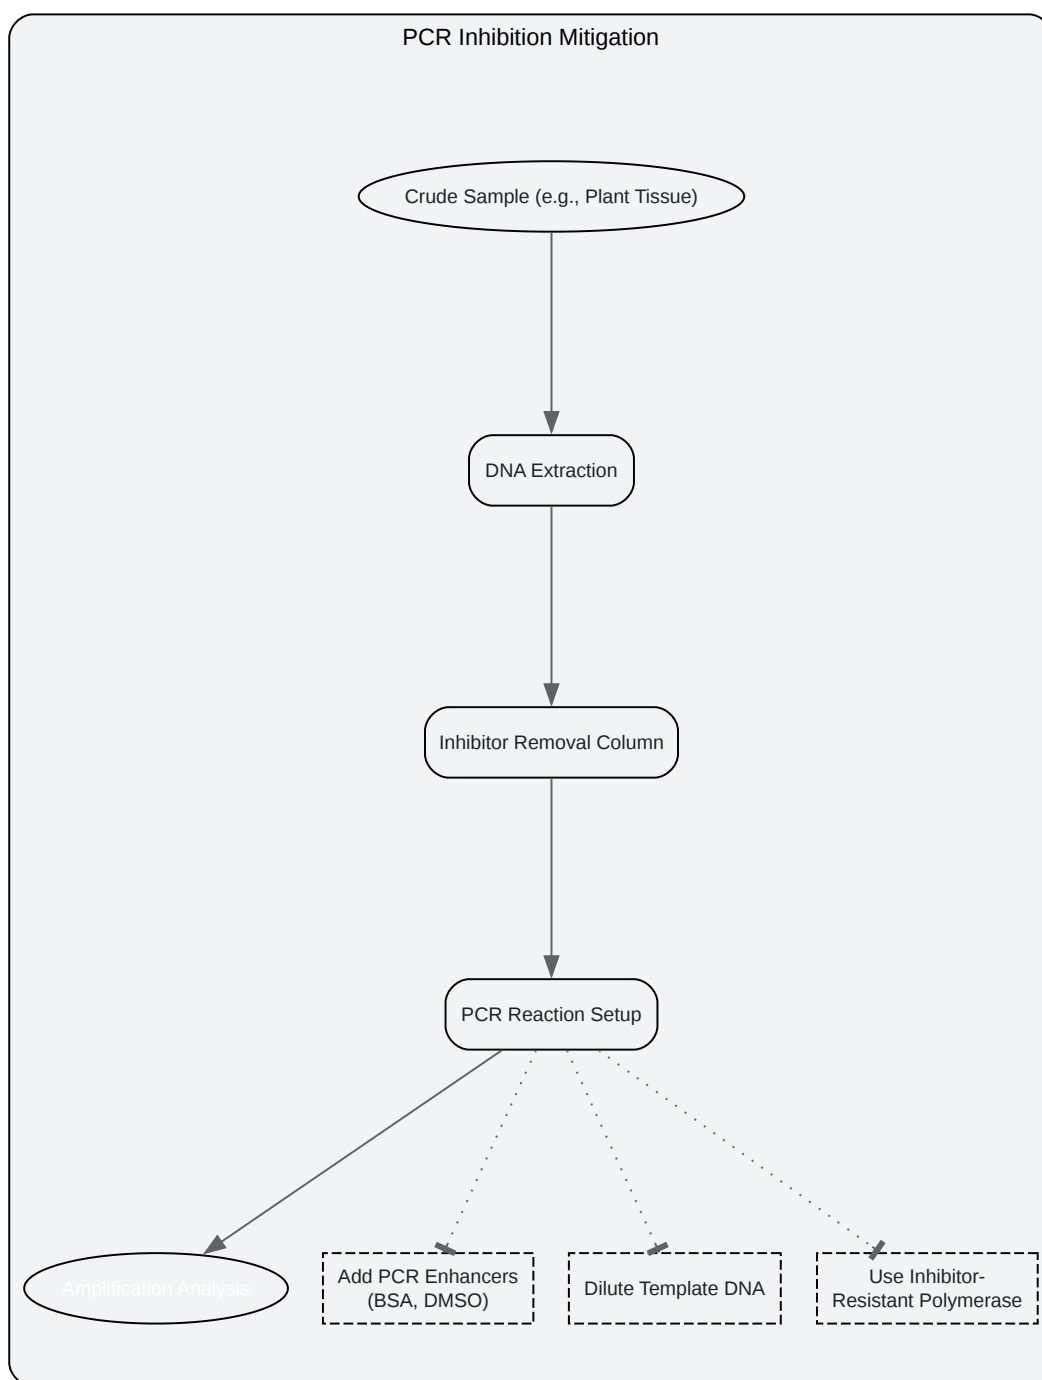 PCR Inhibition Mitigation
Crude Sample (e.g., Plant Tissue)
DNA Extraction
Inhibitor Removal Column
PCR Reaction Setup
Amplification Analysis
Add PCR Enhancers
(BSA, DMSO)
Dilute Template DNA
Use Inhibitor-
Resistant Polymerase